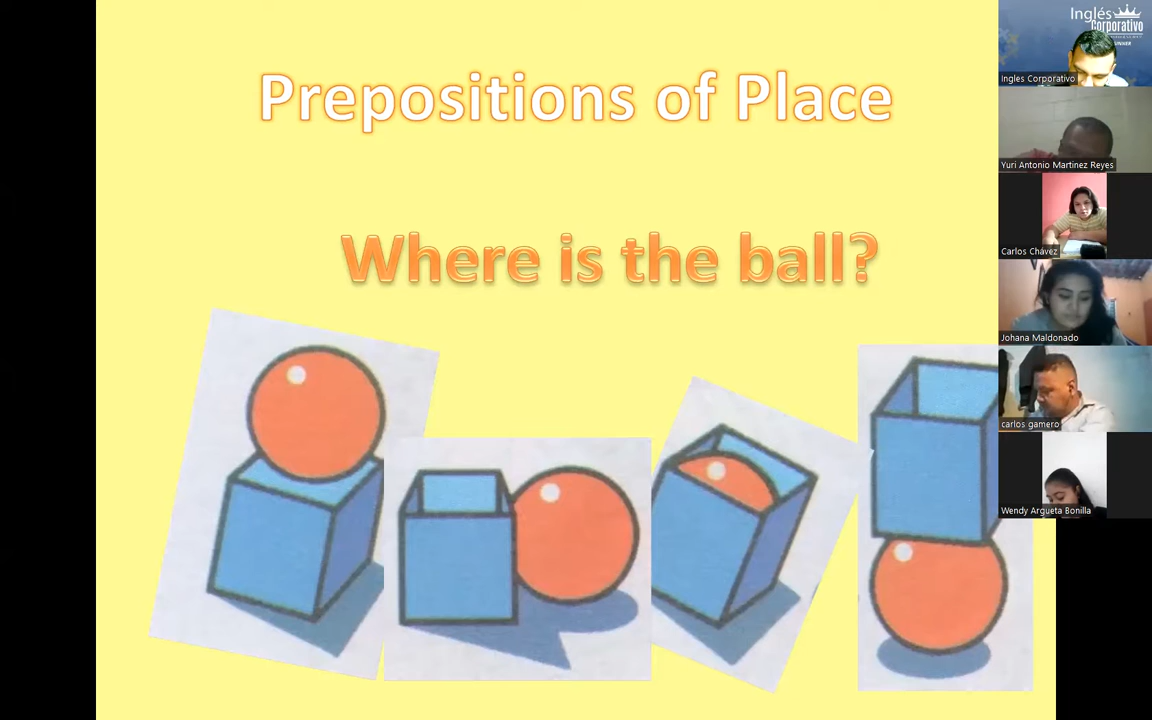 Prepositions of Place
Where is the ball?
Inglés
Corporativo
Ingles Corporativo
Yuri Antonio Martinez Reyes
Carlos Chávez
Johana Maldonado
carlos gamero
Wendy Argueta Bonilla